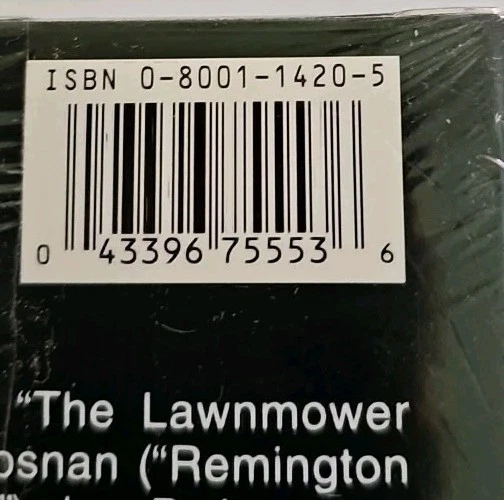 ISBN 0-8001-1420-5
0 43396 75553 6
“The Lawnmower
osnan (“Remington